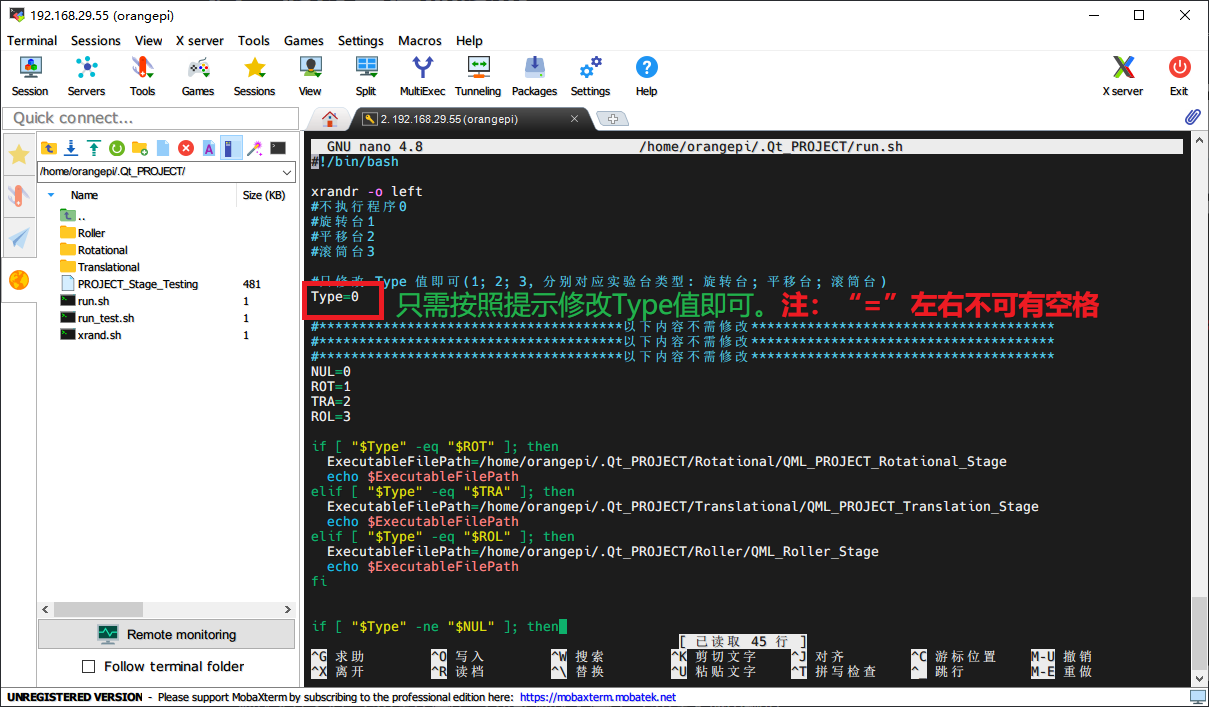 192.168.29.55 (orangepi)
Terminal Sessions View X server Tools Games Settings Macros Help
Session Servers Tools Games Sessions View Split MultiExec Tunneling Packages Settings Help X server Exit
Quick connect...
2. 192.168.29.55 (orangepi)
/home/orangepi/.Qt_PROJECT/
Name Size (KB)
..
Roller
Rotational
Translational
PROJECT_Stage_Testing 481
run.sh 1
run_test.sh 1
xrand.sh 1
Remote monitoring
Follow terminal folder
GNU nano 4.8 /home/orangepi/.Qt_PROJECT/run.sh
#!/bin/bash
xrandr -o left
#不执行程序0
#旋转台1
#平移台2
#滚筒台3
#只修改 Type 值即可(1; 2; 3, 分别对应实验台类型: 旋转台; 平移台; 滚筒台)
Type=0
只需按照提示修改Type值即可。注：“=”左右不可有空格
#**************************************以下内容不需修改**************************************
#**************************************以下内容不需修改**************************************
#**************************************以下内容不需修改**************************************
NUL=0
ROT=1
TRA=2
ROL=3
if [ "$Type" -eq "$ROT" ]; then
ExecutableFilePath=/home/orangepi/.Qt_PROJECT/Rotational/QML_PROJECT_Rotational_Stage
echo $ExecutableFilePath
elif [ "$Type" -eq "$TRA" ]; then
ExecutableFilePath=/home/orangepi/.Qt_PROJECT/Translational/QML_PROJECT_Translation_Stage
echo $ExecutableFilePath
elif [ "$Type" -eq "$ROL" ]; then
ExecutableFilePath=/home/orangepi/.Qt_PROJECT/Roller/QML_Roller_Stage
echo $ExecutableFilePath
fi
if [ "$Type" -ne "$NUL" ]; then
[ 已读取 45 行 ]
^G 求助 ^O 写入 ^W 搜索 ^K 剪切文字 ^J 对齐 ^C 游标位置 M-U 撤销
^X 离开 ^R 读档 ^\ 替换 ^U 粘贴文字 ^T 拼写检查 ^_ 跳行 M-E 重做
UNREGISTERED VERSION - Please support MobaXterm by subscribing to the professional edition here: https://mobaxterm.mobatek.net